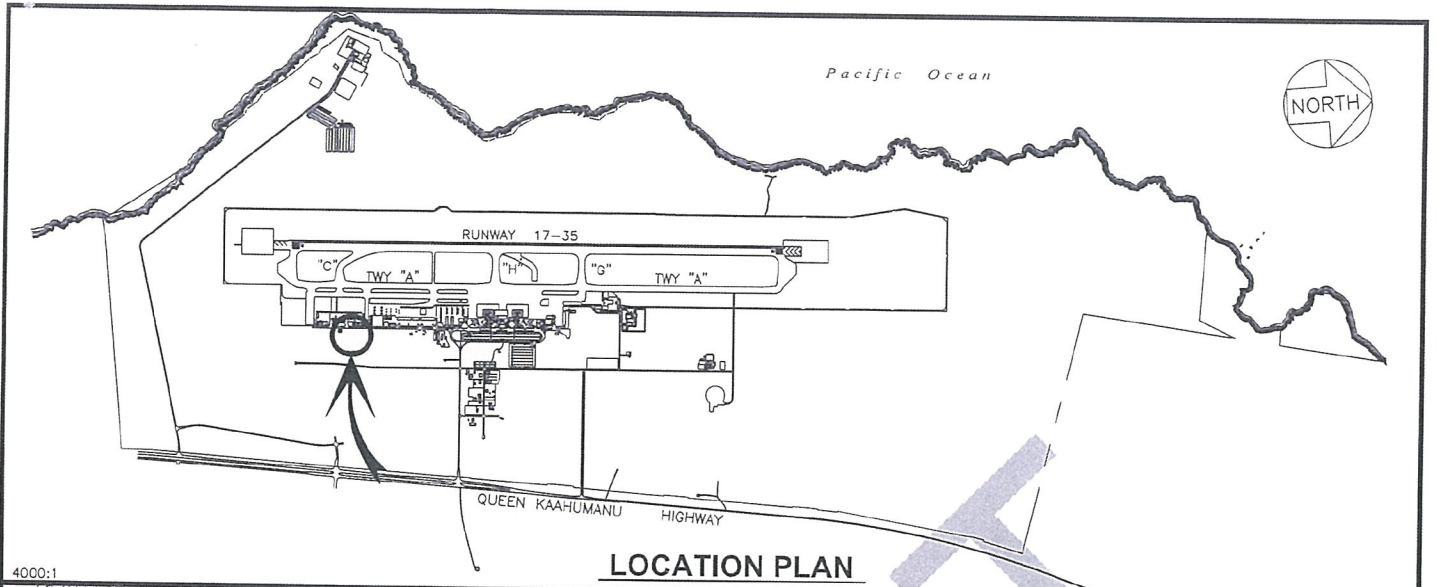 Pacific Ocean
NORTH
RUNWAY 17-35
"C"
TWY "A"
"H"
"G"
TWY "A"
QUEEN KAAHUMANU HIGHWAY
LOCATION PLAN
4000:1